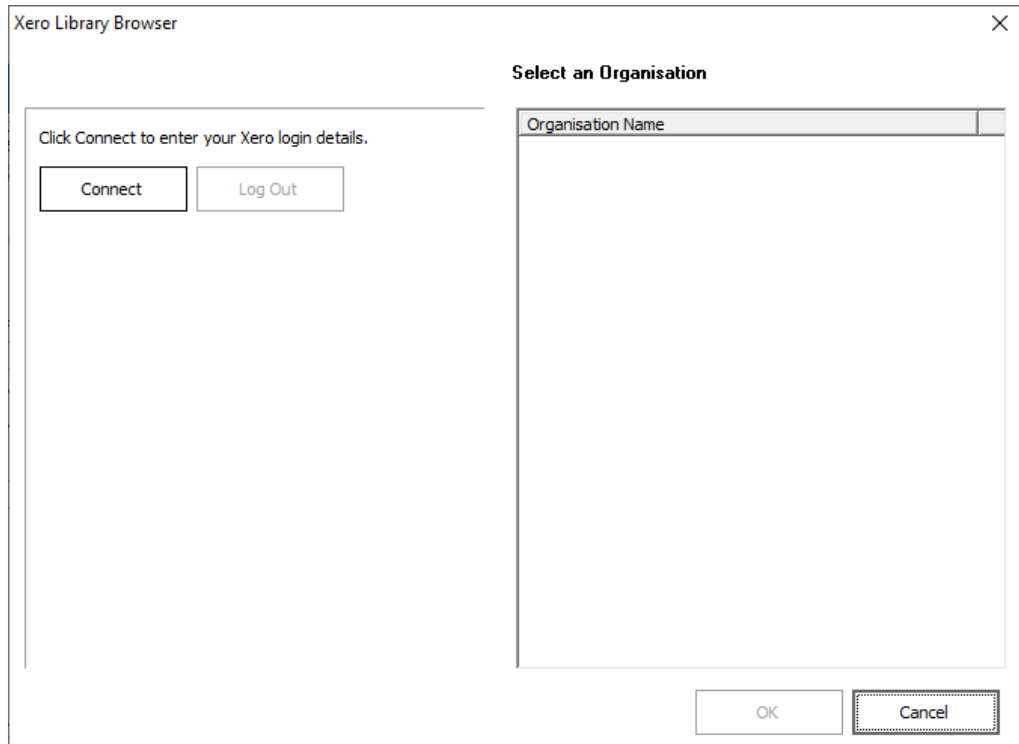 Xero Library Browser
Select an Organisation
Click Connect to enter your Xero login details.
Connect
Log Out
Organisation Name
OK
Cancel